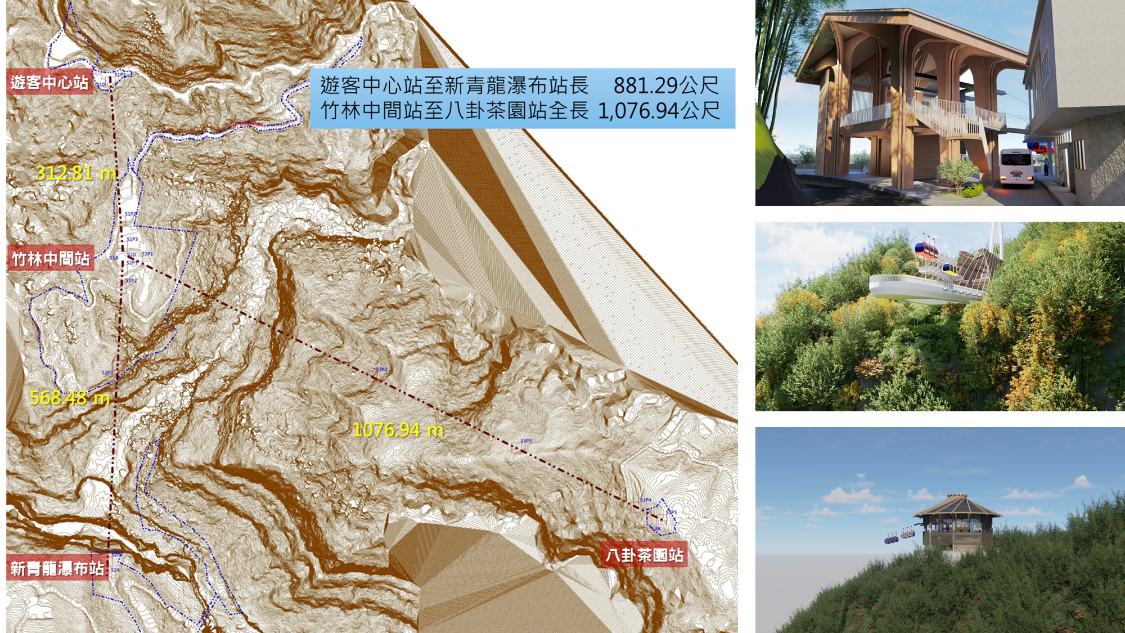 遊客中心站
遊客中心站至新青龍瀑布站長 881.29公尺
竹林中間站至八卦茶園站全長 1,076.94公尺
312.81 m
竹林中間站
568.48 m
1076.94 m
八卦茶園站
新青龍瀑布站